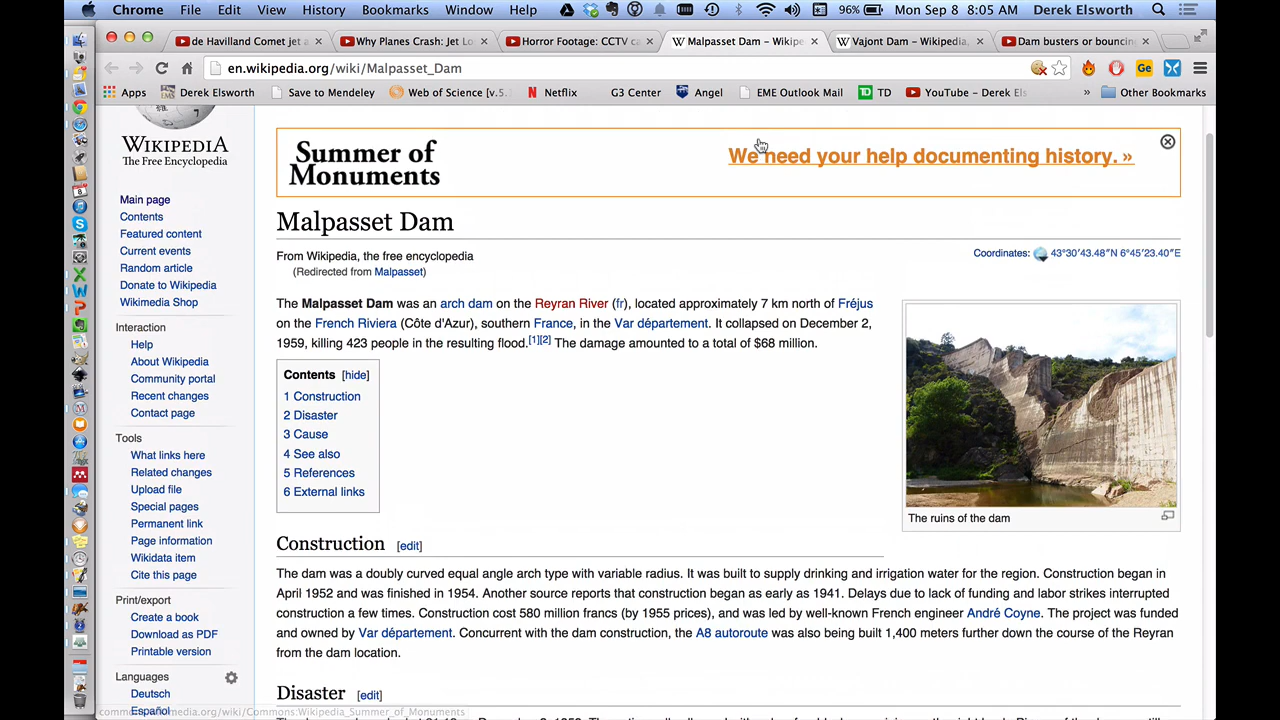 Chrome File Edit View History Bookmarks Window Help 96% Mon Sep 8 8:05 AM Derek Elsworth
de Havilland Comet jet a Why Planes Crash: Jet Lo Horror Footage: CCTV ca Malpasset Dam – Wikipe Vajont Dam – Wikipedia, Dam busters or bouncin
en.wikipedia.org/wiki/Malpasset_Dam
Apps Derek Elsworth Save to Mendeley Web of Science [v.5. Netflix G3 Center Angel EME Outlook Mail TD YouTube - Derek Els » Other Bookmarks
WIKIPEDIA
The Free Encyclopedia
Main page
Contents
Featured content
Current events
Random article
Donate to Wikipedia
Wikimedia Shop
Interaction
Help
About Wikipedia
Community portal
Recent changes
Contact page
Tools
What links here
Related changes
Upload file
Special pages
Permanent link
Page information
Wikidata item
Cite this page
Print/export
Create a book
Download as PDF
Printable version
Languages
Deutsch
Español
Summer of
Monuments
We need your help documenting history. »
Malpasset Dam
From Wikipedia, the free encyclopedia
(Redirected from Malpasset)
Coordinates: 43°30′43.48″N 6°45′23.40″E
The Malpasset Dam was an arch dam on the Reyran River (fr), located approximately 7 km north of Fréjus
on the French Riviera (Côte d'Azur), southern France, in the Var département. It collapsed on December 2,
1959, killing 423 people in the resulting flood.[1][2] The damage amounted to a total of $68 million.
The ruins of the dam
Contents [hide]
1 Construction
2 Disaster
3 Cause
4 See also
5 References
6 External links
Construction [edit]
The dam was a doubly curved equal angle arch type with variable radius. It was built to supply drinking and irrigation water for the region. Construction began in
April 1952 and was finished in 1954. Another source reports that construction began as early as 1941. Delays due to lack of funding and labor strikes interrupted
construction a few times. Construction cost 580 million francs (by 1955 prices), and was led by well-known French engineer André Coyne. The project was funded
and owned by Var département. Concurrent with the dam construction, the A8 autoroute was also being built 1,400 meters further down the course of the Reyran
from the dam location.
Disaster [edit]
commons.wikimedia.org/wiki/Commons:Wikipedia_Summer_of_Monuments